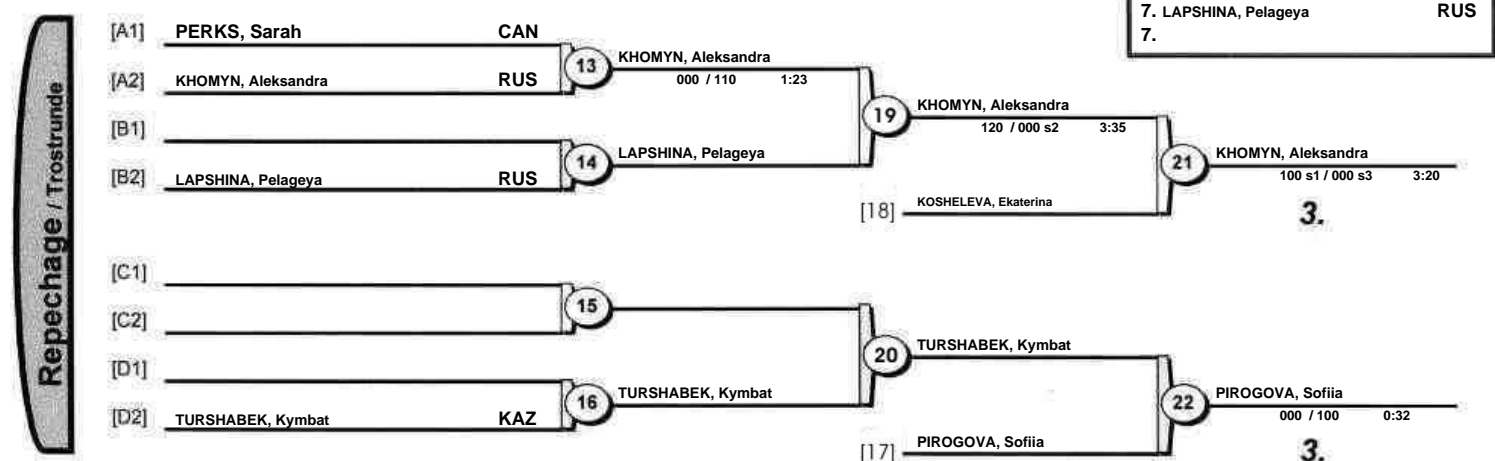 7. LAPSHINA, Pelageya RUS
7.
Repechage / Trostrunde
[A1] PERKS, Sarah CAN
13 KHOMYN, Aleksandra
000 / 110 1:23
[A2] KHOMYN, Aleksandra RUS
19 KHOMYN, Aleksandra
120 / 000 s2 3:35
[B1]
14 LAPSHINA, Pelageya
[B2] LAPSHINA, Pelageya RUS
21 KHOMYN, Aleksandra
100 s1 / 000 s3 3:20
[18] KOSHELEVA, Ekaterina
3.
[C1]
15
[C2]
20 TURSHABEK, Kymbat
[D1]
16 TURSHABEK, Kymbat
[D2] TURSHABEK, Kymbat KAZ
22 PIROGOVA, Sofiia
000 / 100 0:32
[17] PIROGOVA, Sofiia
3.